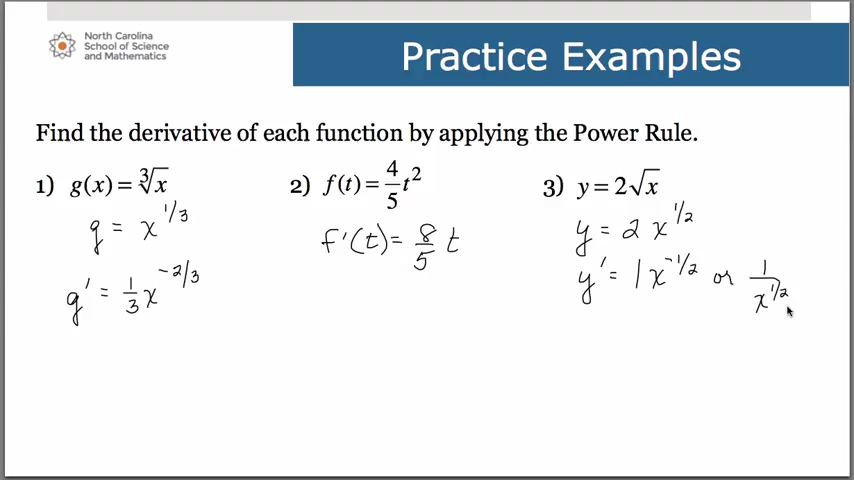 North Carolina
School of Science
and Mathematics
Practice Examples
Find the derivative of each function by applying the Power Rule.
1) g(x) = ∛x
g = x^1/3
g' = 1/3 x^-2/3
2) f(t) = 4/5 t²
f'(t) = 8/5 t
3) y = 2√x
y = 2x^1/2
y' = 1x^-1/2 or 1/x^1/2